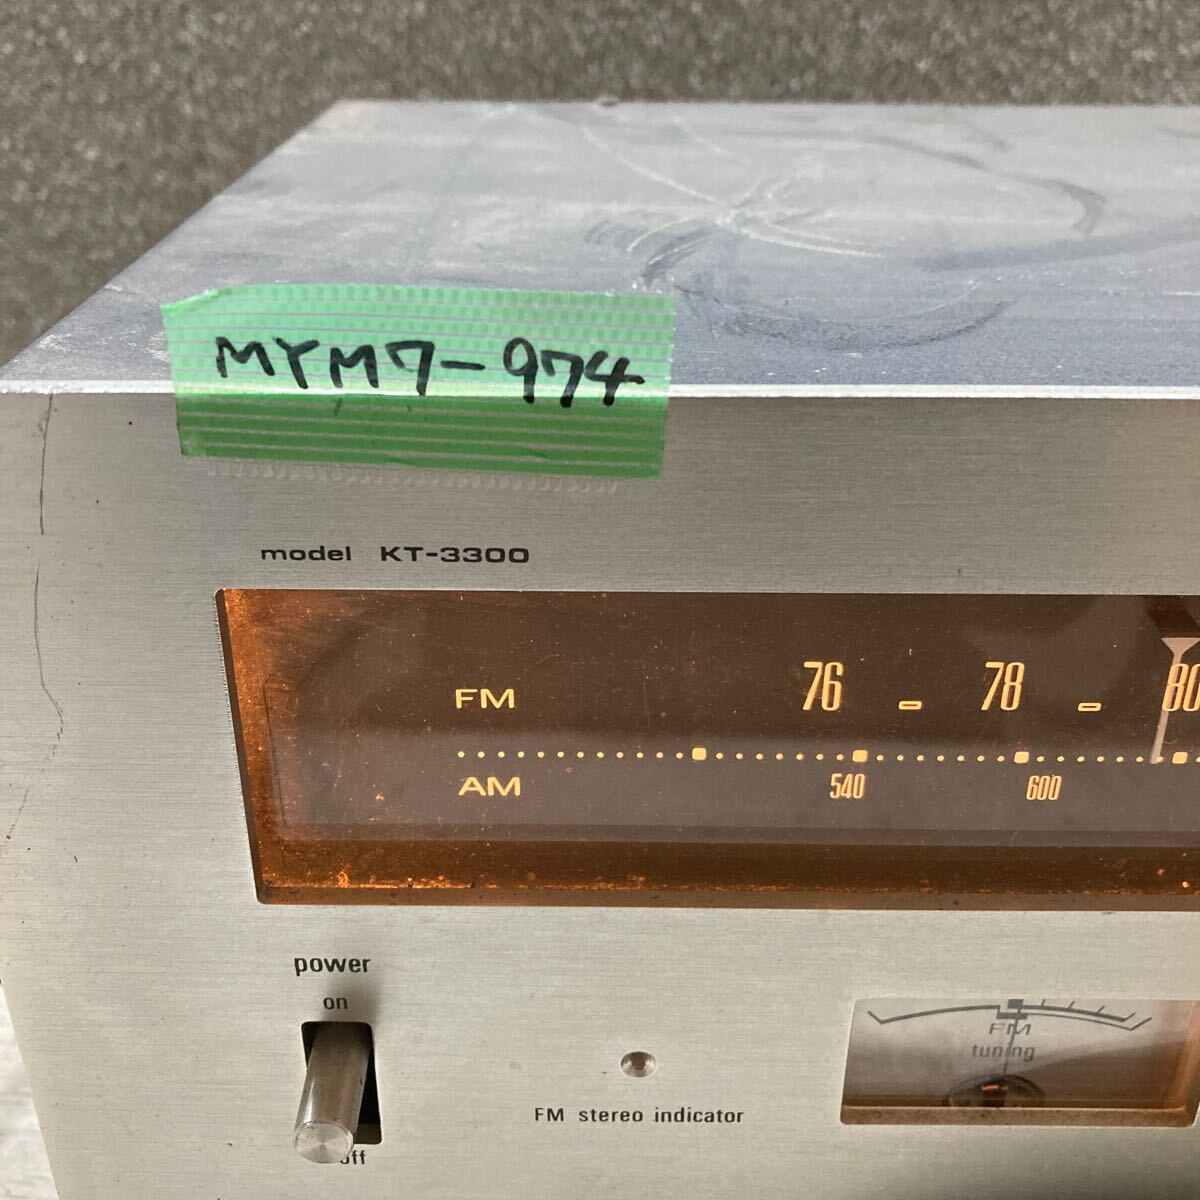 MYM7-974
model KT-3300
FM 76 78 80
AM 540 600
power
on
off
FM stereo indicator
FM
tuning